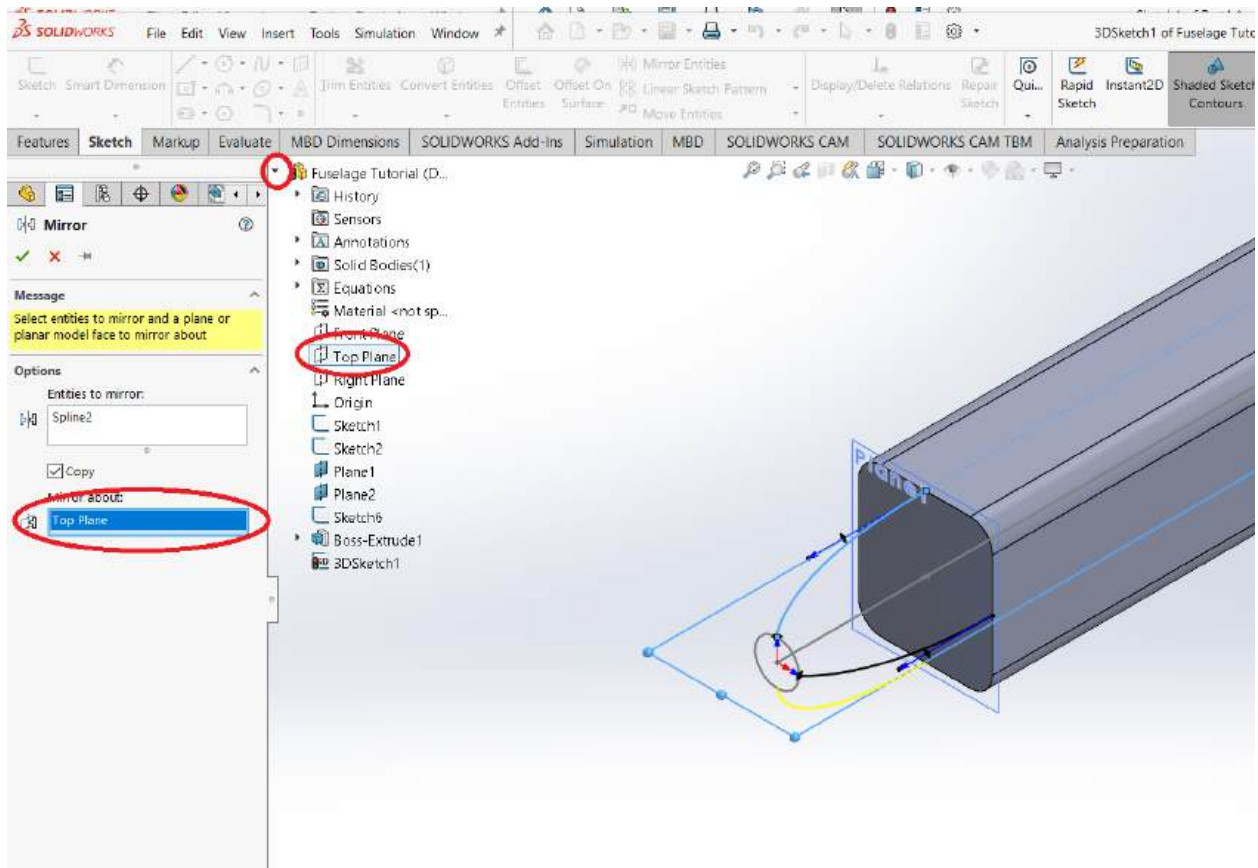 SOLIDWORKS File Edit View Insert Tools Simulation Window 3DSketch1 of Fuselage Tuto
Sketch Smart Dimension Trim Entities Convert Entities Offset Entities Offset On Surface Mirror Entities Linear Sketch Pattern Move Entities Display/Delete Relations Repair Sketch Qui... Rapid Sketch Instant2D Shaded Sketch Contours
Features Sketch Markup Evaluate MBD Dimensions SOLIDWORKS Add-Ins Simulation MBD SOLIDWORKS CAM SOLIDWORKS CAM TBM Analysis Preparation
Fuselage Tutorial (D...
History
Sensors
Annotations
Solid Bodies(1)
Equations
Material <not sp...
Front Plane
Top Plane
Right Plane
Origin
Sketch1
Sketch2
Plane1
Plane2
Sketch6
Boss-Extrude1
3DSketch1
Mirror
Message
Select entities to mirror and a plane or
planar model face to mirror about
Options
Entities to mirror:
Spline2
Copy
Mirror about:
Top Plane
Plane1